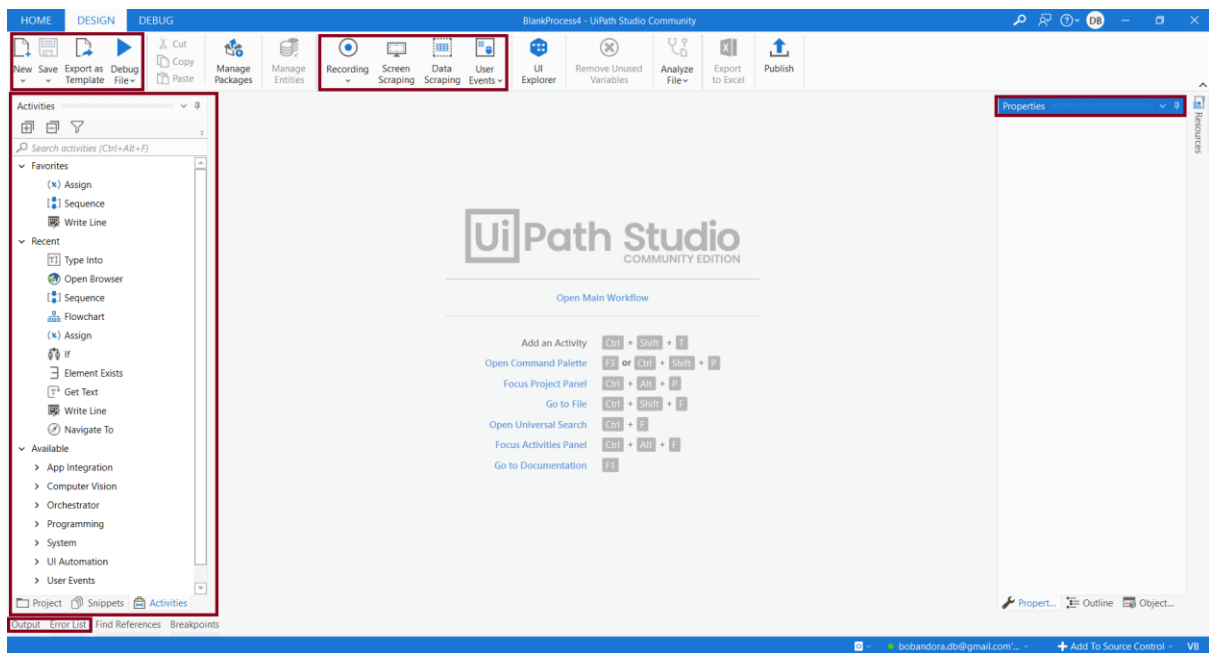 HOME DESIGN DEBUG BlankProcess4 - UiPath Studio Community DB
New Save Export as Template Debug File
Cut
Copy
Paste
Manage Packages
Manage Entities
Recording Screen Scraping Data Scraping User Events
UI Explorer
Remove Unused Variables
Analyze File
Export to Excel
Publish
Activities
Search activities (Ctrl+Alt+F)
Favorites
(x) Assign
Sequence
Write Line
Recent
Type Into
Open Browser
Sequence
Flowchart
(x) Assign
If
Element Exists
Get Text
Write Line
Navigate To
Available
App Integration
Computer Vision
Orchestrator
Programming
System
UI Automation
User Events
Project Snippets Activities
Output Error List Find References Breakpoints
UiPath Studio
COMMUNITY EDITION
Open Main Workflow
Add an Activity Ctrl + Shift + T
Open Command Palette F3 or Ctrl + Shift + P
Focus Project Panel Ctrl + Alt + P
Go to File Ctrl + Shift + F
Open Universal Search Ctrl + F
Focus Activities Panel Ctrl + Alt + F
Go to Documentation F1
Properties
Resources
Propert... Outline Object...
bobandora.db@gmail.com'... Add To Source Control VB